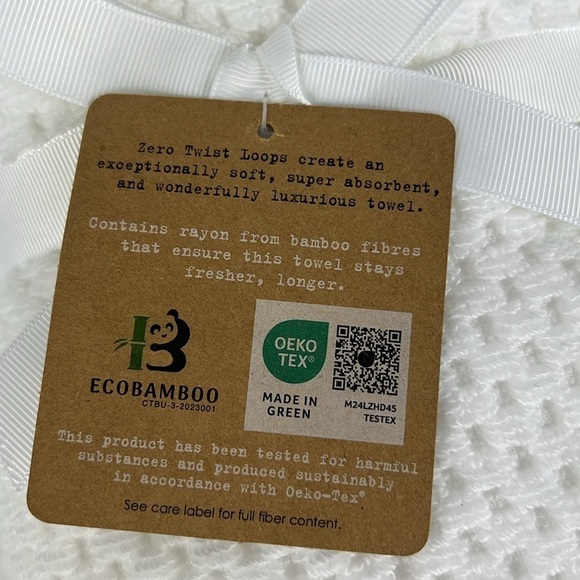 Zero Twist Loops create an
exceptionally soft, super absorbent,
and wonderfully luxurious towel.
Contains rayon from bamboo fibres
that ensure this towel stays
fresher, longer.
ECOBAMBOO
CTBU-3-2023001
OEKO
TEX®
MADE IN
GREEN
M24LZHD45
TESTEX
This product has been tested for harmful
substances and produced sustainably
in accordance with Oeko-Tex®
See care label for full fiber content.